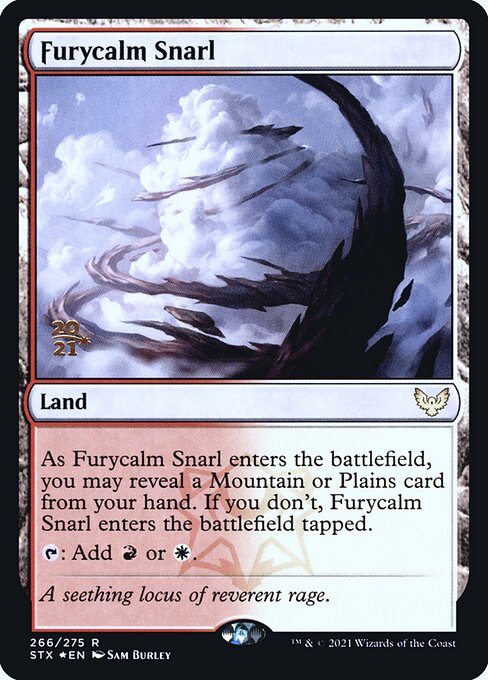 Furycalm Snarl
20
21
Land
As Furycalm Snarl enters the battlefield,
you may reveal a Mountain or Plains card
from your hand. If you don't, Furycalm
Snarl enters the battlefield tapped.
: Add or .
A seething locus of reverent rage.
266/275 R
STX ★ EN Sam Burley
™ & © 2021 Wizards of the Coast